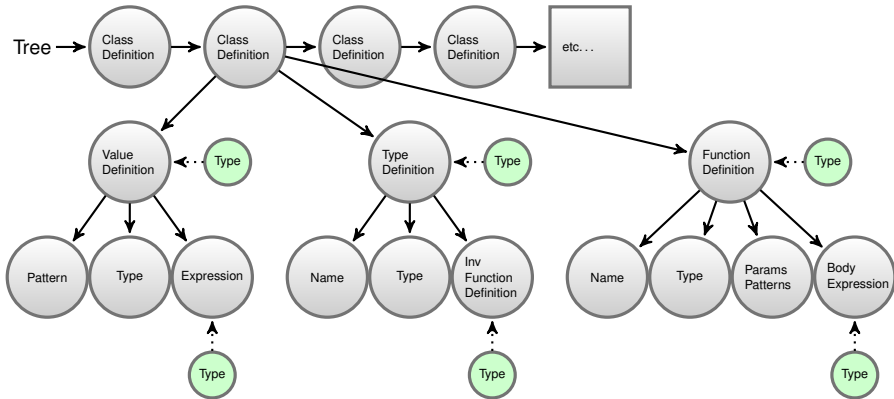 Tree
Class
Definition
Class
Definition
Class
Definition
Class
Definition
etc...
Value
Definition
Type
Type
Definition
Type
Function
Definition
Type
Pattern
Type
Expression
Name
Type
Inv
Function
Definition
Name
Type
Params
Patterns
Body
Expression
Type
Type
Type